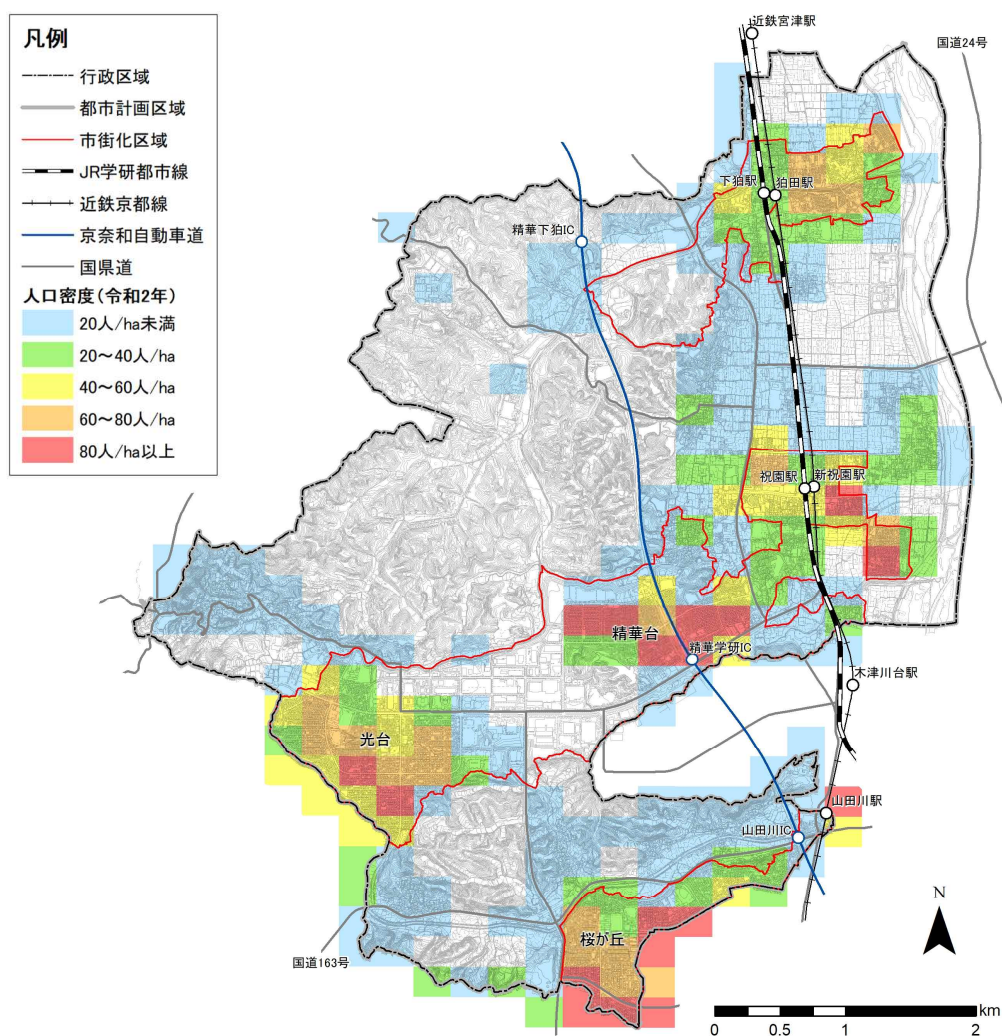 凡例
行政区域
都市計画区域
市街化区域
JR学研都市線
近鉄京都線
京奈和自動車道
国県道
人口密度(令和2年)
20人/ha未満
20～40人/ha
40～60人/ha
60～80人/ha
80人/ha以上
近鉄宮津駅
国道24号
下狛駅
狛田駅
精華下狛IC
祝園駅
新祝園駅
精華台
精華学研IC
木津川台駅
光台
山田川駅
山田川IC
桜が丘
国道163号
N
km
0 0.5 1 2